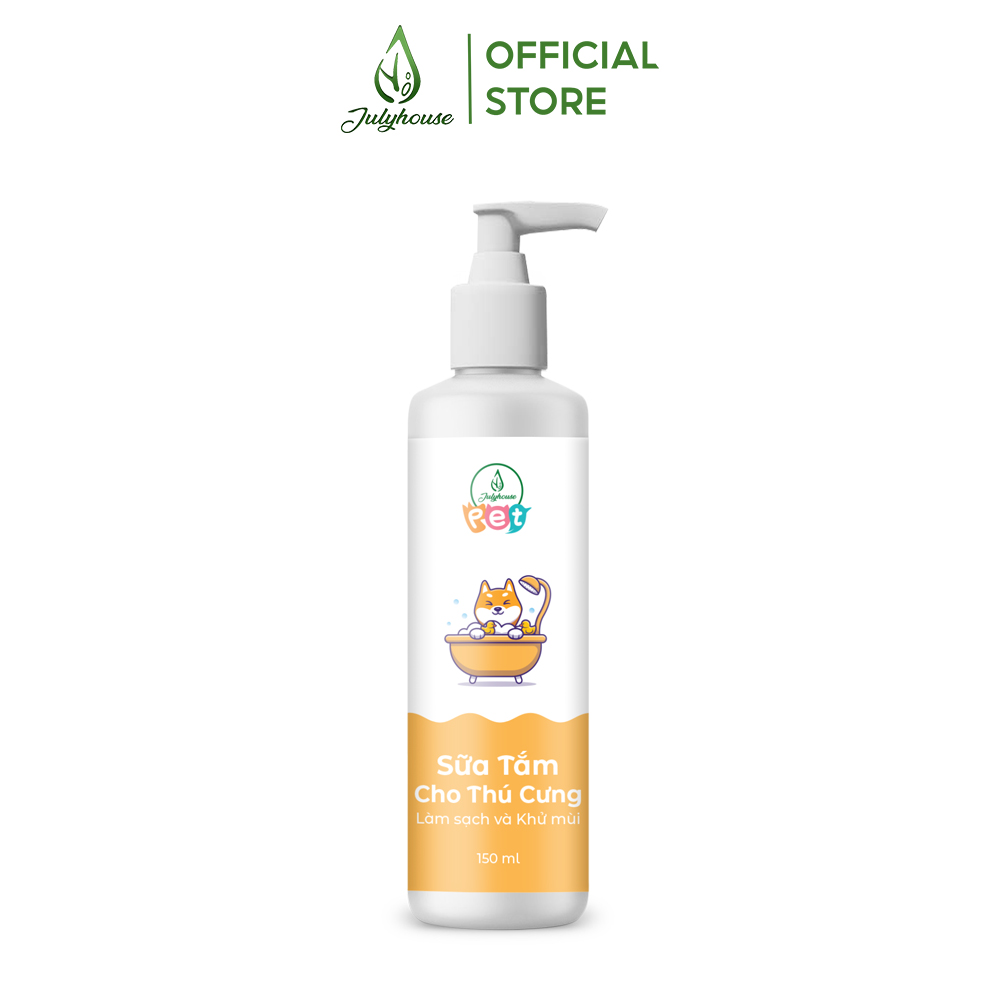 Julyhouse
OFFICIAL
STORE
Julyhouse
Pet
Sữa Tắm
Cho Thú Cưng
Làm sạch và Khử mùi
150 ml